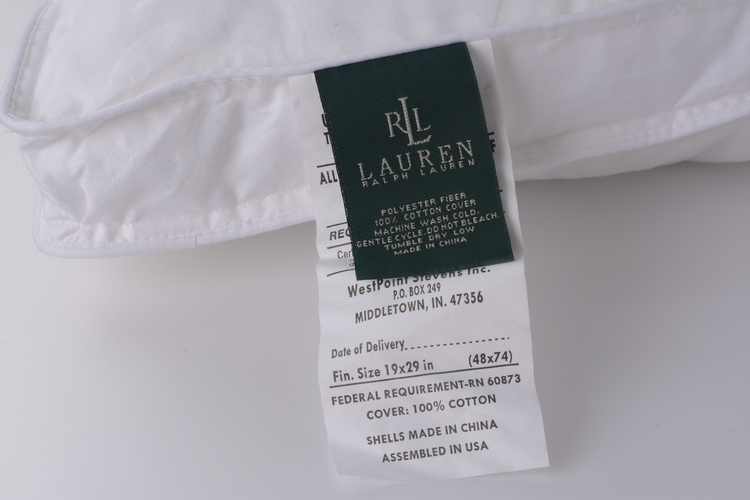 RLL
LAUREN
RALPH LAUREN
POLYESTER FIBER
100% COTTON COVER
MACHINE WASH COLD,
GENTLE CYCLE. DO NOT BLEACH.
TUMBLE DRY LOW
MADE IN CHINA
ALL
WestPoint Stevens Inc.
P.O. BOX 249
MIDDLETOWN, IN. 47356
Date of Delivery
Fin. Size 19x29 in (48x74)
FEDERAL REQUIREMENT-RN 60873
COVER: 100% COTTON
SHELLS MADE IN CHINA
ASSEMBLED IN USA